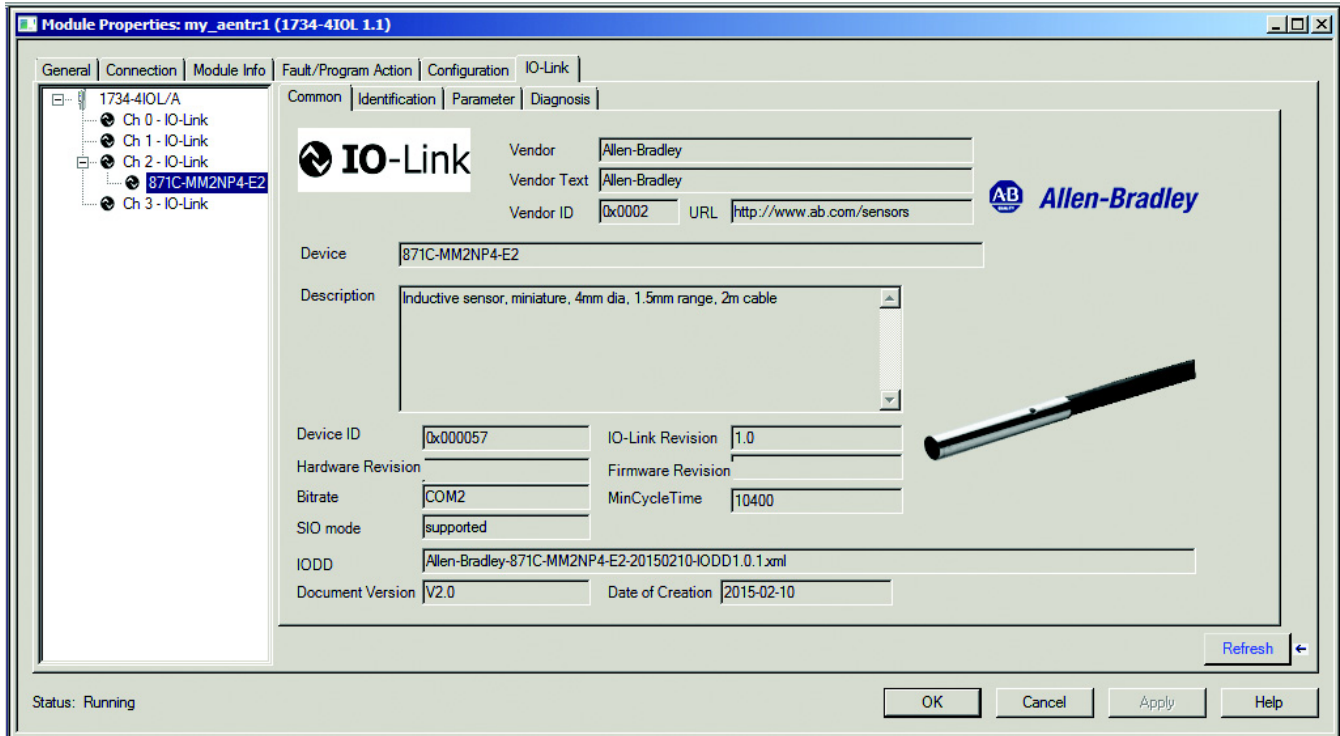 Module Properties: my_aentr:1 (1734-4IOL 1.1)
General Connection Module Info Fault/Program Action Configuration IO-Link
1734-4IOL/A
Ch 0 - IO-Link
Ch 1 - IO-Link
Ch 2 - IO-Link
871C-MM2NP4-E2
Ch 3 - IO-Link
Common Identification Parameter Diagnosis
IO-Link
Vendor Allen-Bradley
Vendor Text Allen-Bradley
Vendor ID 0x0002 URL http://www.ab.com/sensors
AB QUALITY Allen-Bradley
Device 871C-MM2NP4-E2
Description Inductive sensor, miniature, 4mm dia, 1.5mm range, 2m cable
Device ID 0x000057 IO-Link Revision 1.0
Hardware Revision Firmware Revision
Bitrate COM2 MinCycleTime 10400
SIO mode supported
IODD Allen-Bradley-871C-MM2NP4-E2-20150210-IODD1.0.1.xml
Document Version V2.0 Date of Creation 2015-02-10
Refresh
Status: Running OK Cancel Apply Help